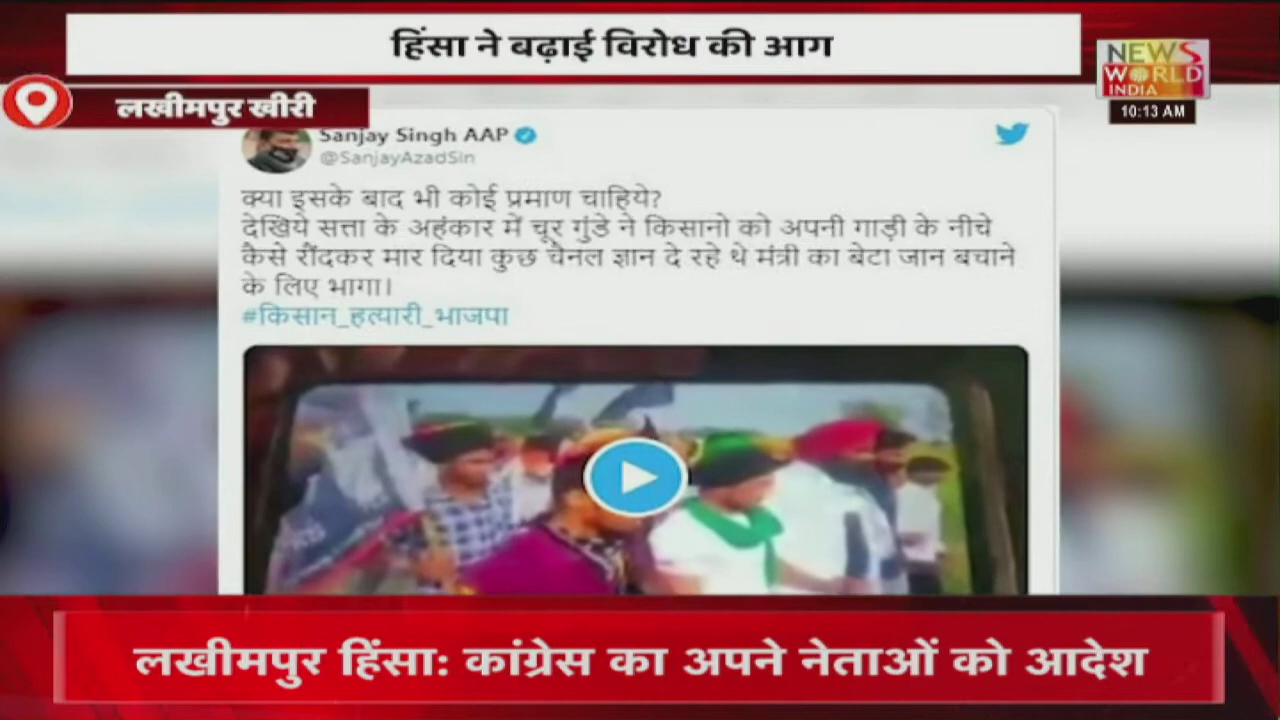 हिंसा ने बढ़ाई विरोध की आग
NEWS
WORLD
INDIA
10:13 AM
लखीमपुर खीरी
Sanjay Singh AAP
@SanjayAzadSln
क्या इसके बाद भी कोई प्रमाण चाहिये?
देखिये सत्ता के अहंकार में चूर गुंडे ने किसानो को अपनी गाड़ी के नीचे
कैसे रौंदकर मार दिया कुछ चैनल ज्ञान दे रहे थे मंत्री का बेटा जान बचाने
के लिए भागा।
#किसान_हत्यारी_भाजपा
लखीमपुर हिंसा: कांग्रेस का अपने नेताओं को आदेश